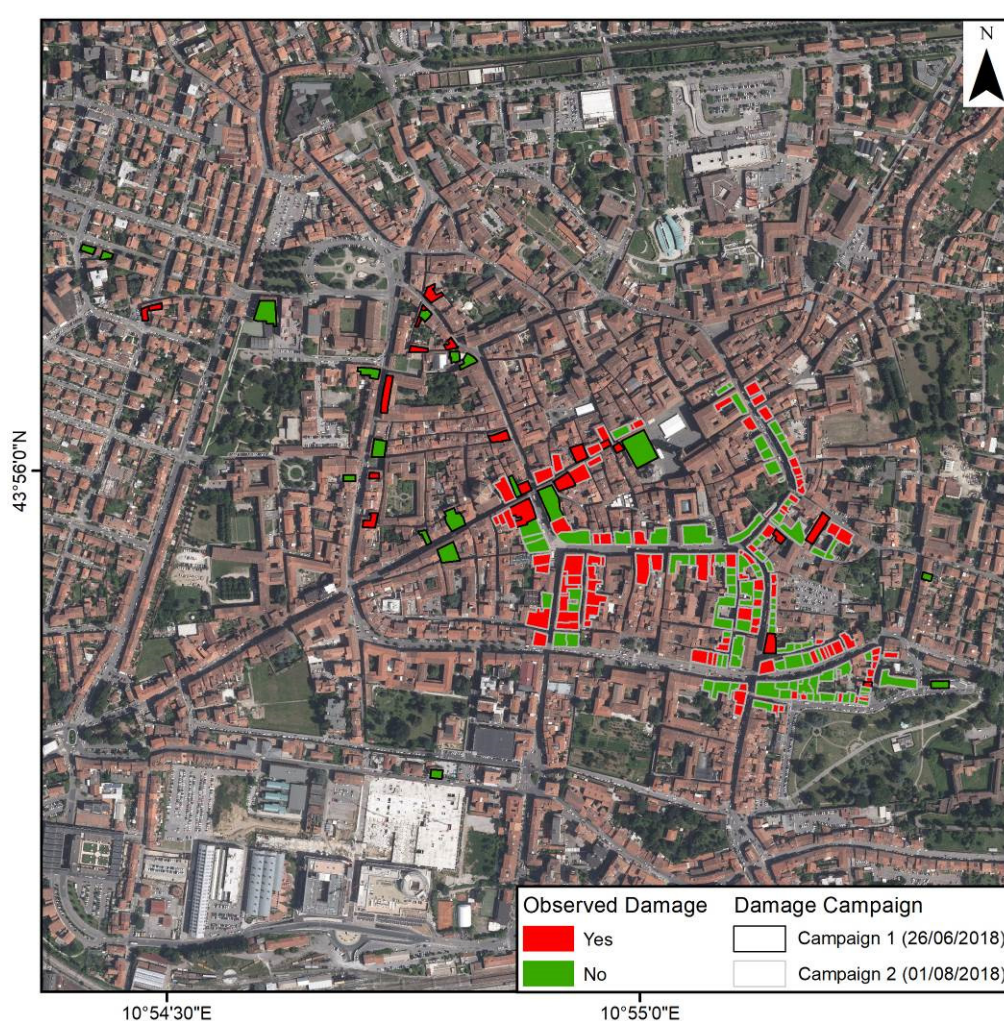 N
43°56'0"N
Observed Damage
Damage Campaign
Yes
Campaign 1 (26/06/2018)
No
Campaign 2 (01/08/2018)
10°54'30"E
10°55'0"E